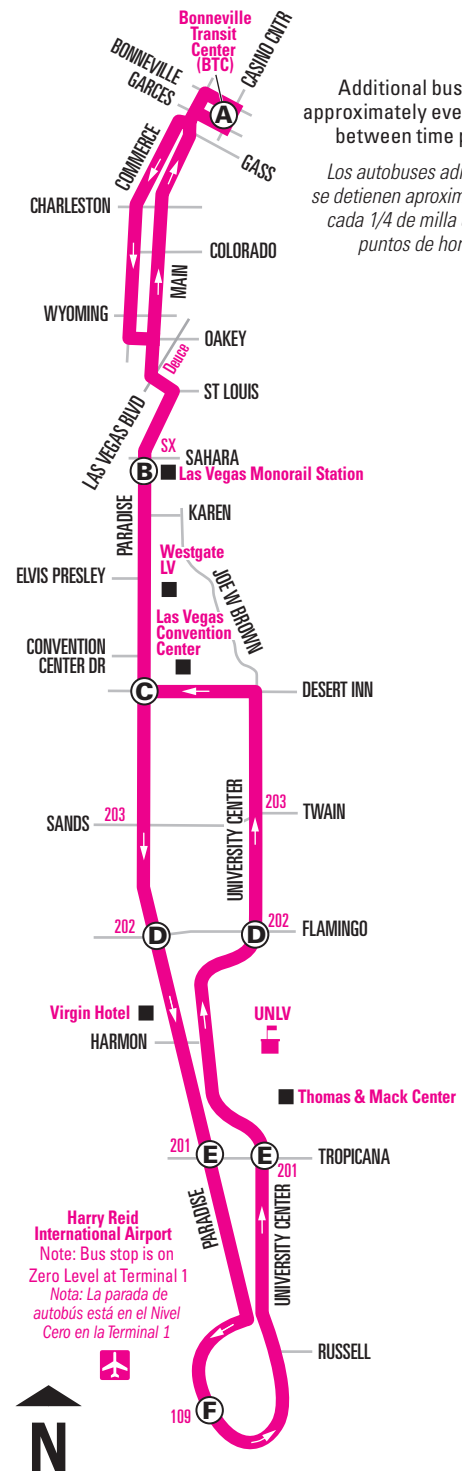 Bonneville
Transit
Center
(BTC)
CASINO CNTR
BONNEVILLE
GARCES
A
GASS
COMMERCE
Additional bus
approximately eve
between time p
Los autobuses adi
se detienen aproxim
cada 1/4 de milla
puntos de hor
CHARLESTON
COLORADO
MAIN
WYOMING
OAKEY
Deuce
ST LOUIS
LAS VEGAS BLVD
SX
SAHARA
B
Las Vegas Monorail Station
PARADISE
KAREN
Westgate
LV
ELVIS PRESLEY
JOE W BROWN
Las Vegas
Convention
Center
CONVENTION
CENTER DR
C
DESERT INN
203
203
SANDS
TWAIN
UNIVERSITY CENTER
202
D
D
202
FLAMINGO
Virgin Hotel
UNLV
HARMON
Thomas & Mack Center
201
E
E
201
TROPICANA
PARADISE
UNIVERSITY CENTER
Harry Reid
International Airport
Note: Bus stop is on
Zero Level at Terminal 1
Nota: La parada de
autobús está en el Nivel
Cero en la Terminal 1
RUSSELL
109
F
N